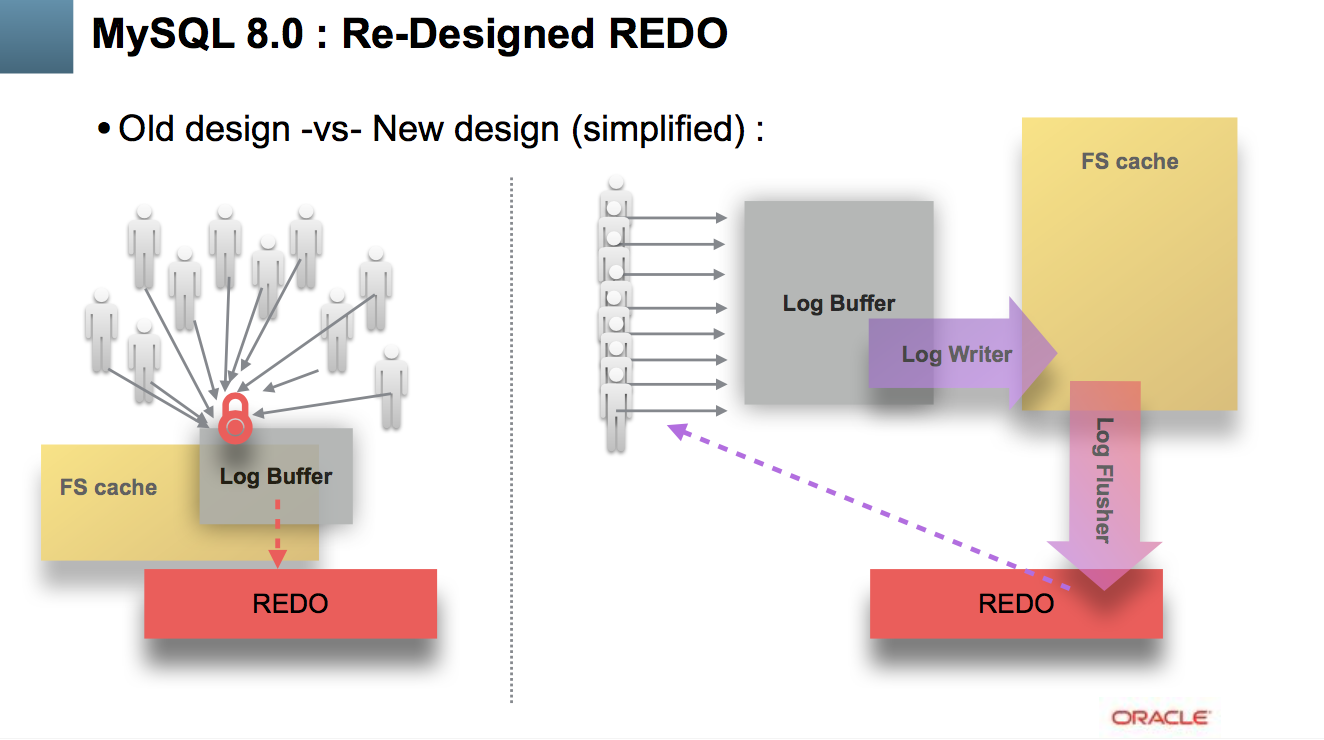 MySQL 8.0 : Re-Designed REDO
• Old design -vs- New design (simplified) :
FS cache
Log Buffer
REDO
Log Buffer
Log Writer
FS cache
Log Flusher
REDO
ORACLE